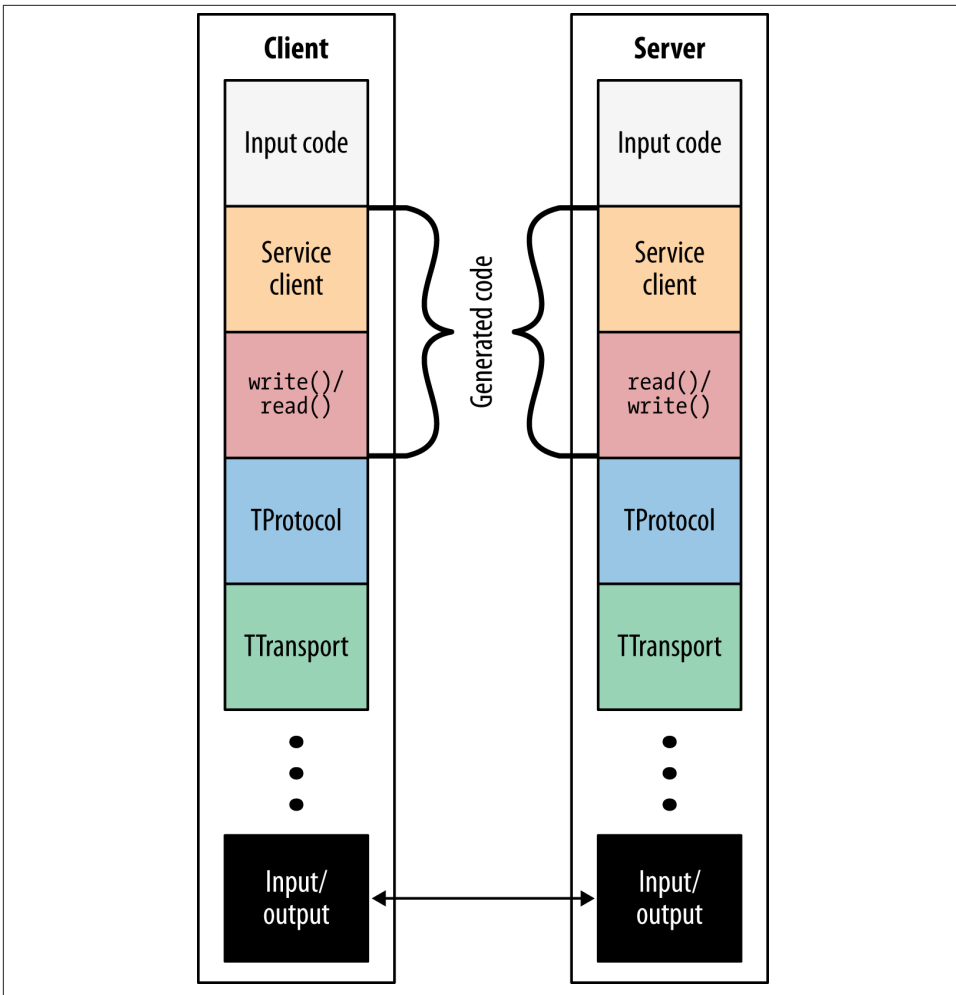 Client
Input code
Service
client
write()/
read()
TProtocol
TTransport
Input/
output
Generated code
Server
Input code
Service
client
read()/
write()
TProtocol
TTransport
Input/
output